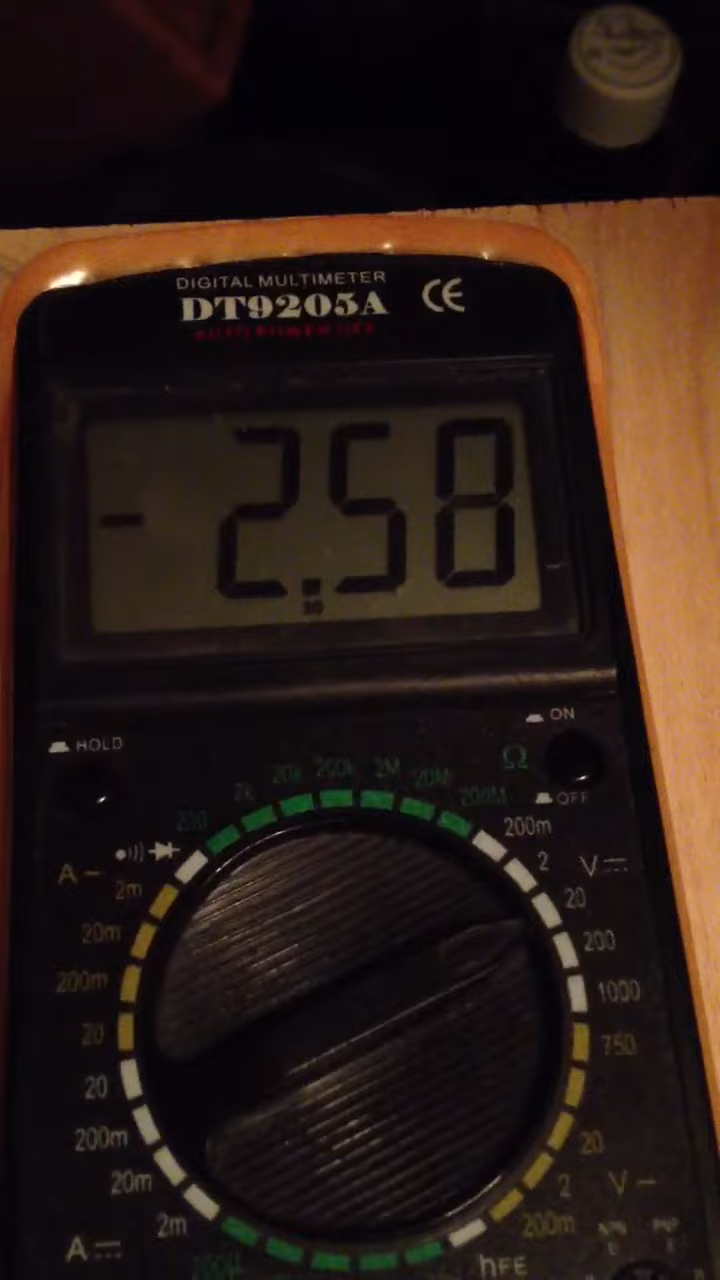 DIGITAL MULTIMETER
DT9205A CE
- 2.58
20
ON
HOLD
Ω
OFF
200 2k 20k 200k 2M 20M 200M
200m
2
V
20
200
1000
750
20
2
V~
200m
hFE
A~
2m
20m
200m
20
20
200m
20m
2m
A